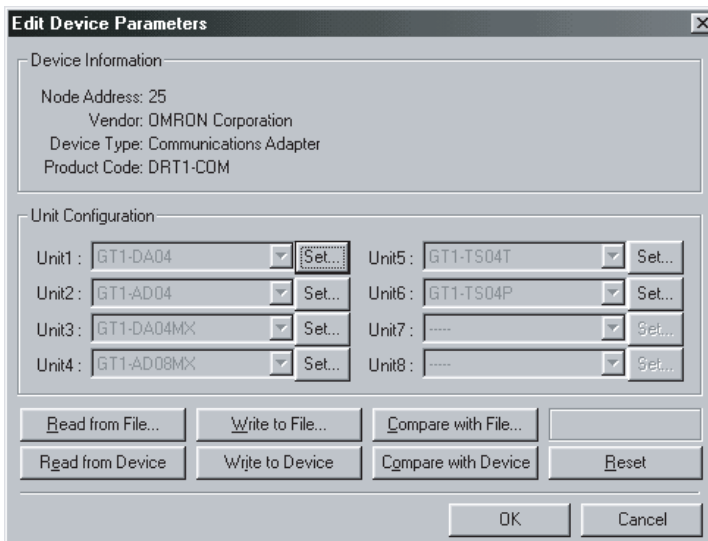 Edit Device Parameters
Device Information
Node Address: 25
Vendor: OMRON Corporation
Device Type: Communications Adapter
Product Code: DRT1-COM
Unit Configuration
Unit1 : GT1-DA04 Set... Unit5 : GT1-TS04T Set...
Unit2 : GT1-AD04 Set... Unit6 : GT1-TS04P Set...
Unit3 : GT1-DA04MX Set... Unit7 : ----- Set...
Unit4 : GT1-AD08MX Set... Unit8 : ----- Set...
Read from File... Write to File... Compare with File...
Read from Device Write to Device Compare with Device Reset
OK Cancel